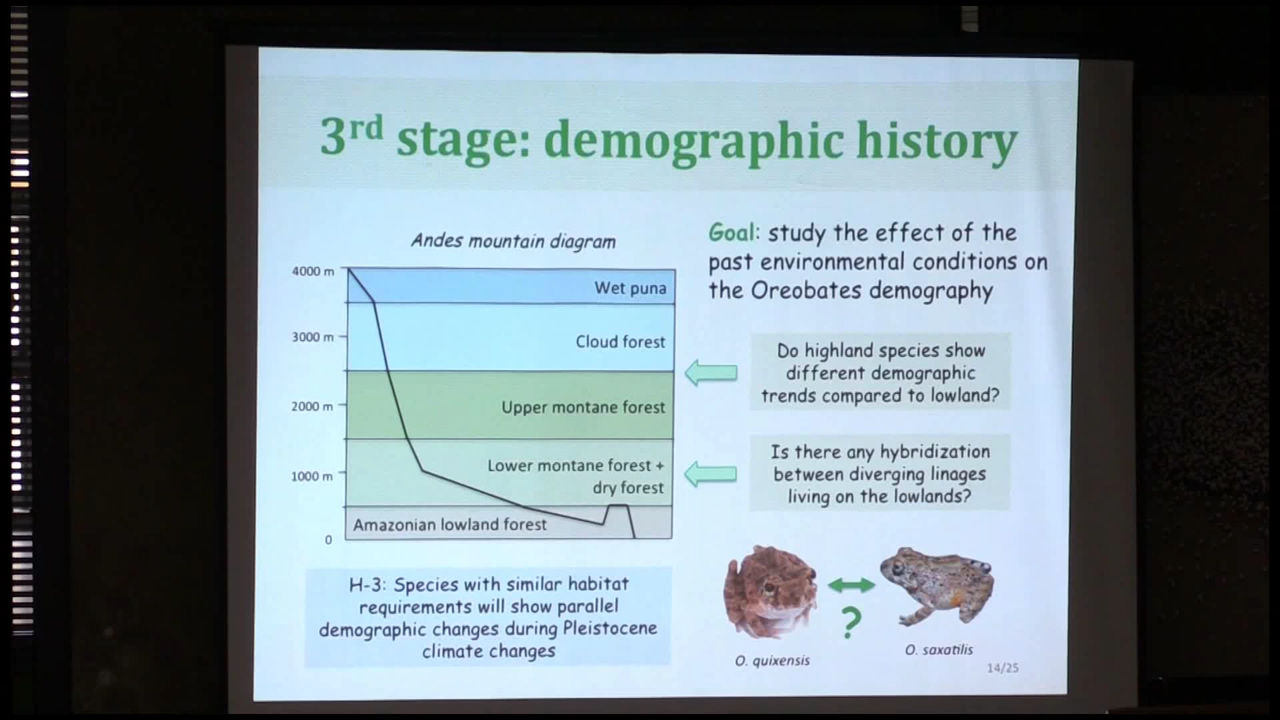 3rd stage: demographic history
Andes mountain diagram
4000 m
Wet puna
3000 m
Cloud forest
2000 m
Upper montane forest
1000 m
Lower montane forest +
dry forest
Amazonian lowland forest
0
H-3: Species with similar habitat
requirements will show parallel
demographic changes during Pleistocene
climate changes
Goal: study the effect of the
past environmental conditions on
the Oreobates demography
Do highland species show
different demographic
trends compared to lowland?
Is there any hybridization
between diverging linages
living on the lowlands?
?
O. quixensis
O. saxatilis
14/25